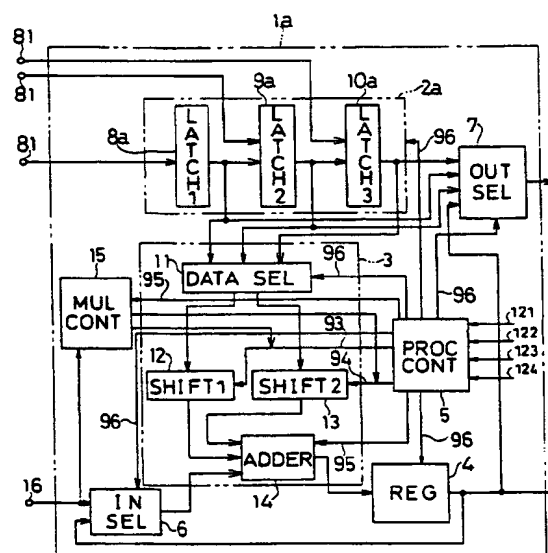 1a
81
81
9a
10a
2a
81
8a
LATCH1
LATCH2
LATCH3
96
7
OUT SEL
15
11
3
95
DATA SEL
96
96
MUL CONT
93
121
122
123
124
12
94
PROC CONT
SHIFT1
SHIFT2
5
96
13
95
96
ADDER
4
16
14
REG
IN SEL
6